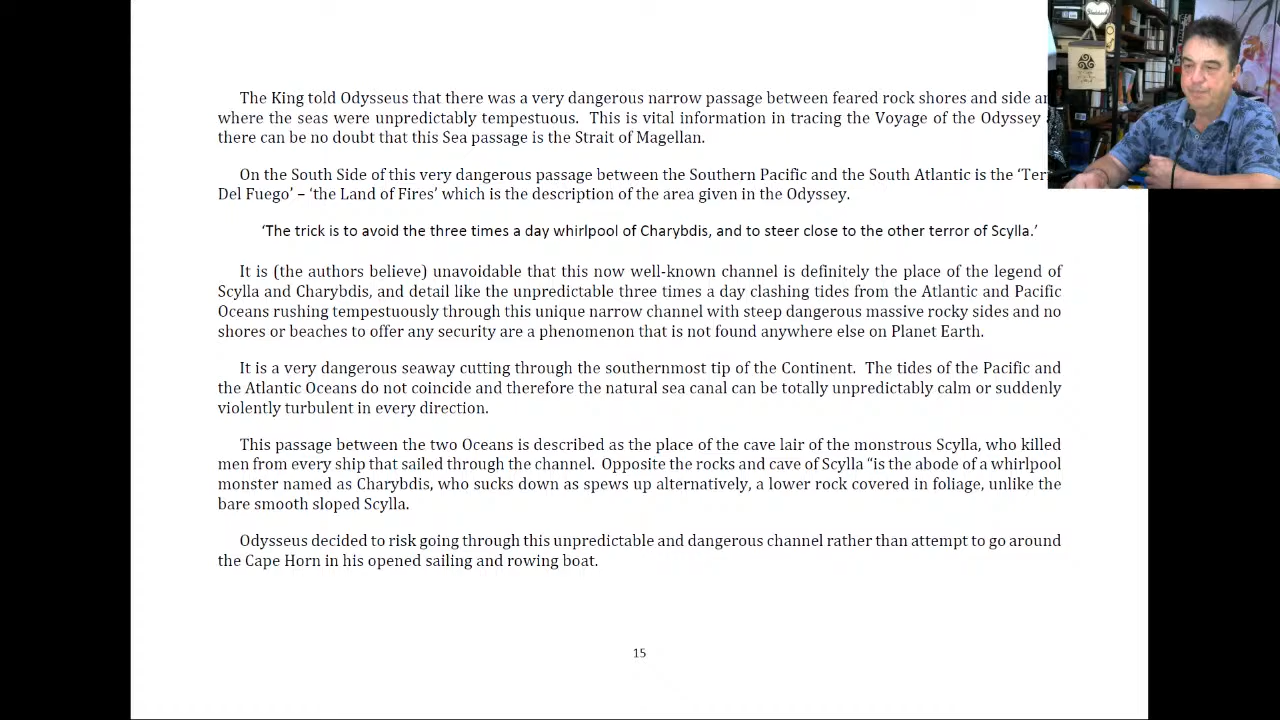 The King told Odysseus that there was a very dangerous narrow passage between feared rock shores and side
where the seas were unpredictably tempestuous. This is vital information in tracing the Voyage of the Odyssey
there can be no doubt that this Sea passage is the Strait of Magellan.
On the South Side of this very dangerous passage between the Southern Pacific and the South Atlantic is the
Del Fuego’ – ‘the Land of Fires’ which is the description of the area given in the Odyssey.
‘The trick is to avoid the three times a day whirlpool of Charybdis, and to steer close to the other terror of Scylla.’
It is (the authors believe) unavoidable that this now well-known channel is definitely the place of the legend of
Scylla and Charybdis, and detail like the unpredictable three times a day clashing tides from the Atlantic and Pacific
Oceans rushing tempestuously through this unique narrow channel with steep dangerous massive rocky sides and no
shores or beaches to offer any security are a phenomenon that is not found anywhere else on Planet Earth.
It is a very dangerous seaway cutting through the southernmost tip of the Continent. The tides of the Pacific and
the Atlantic Oceans do not coincide and therefore the natural sea canal can be totally unpredictably calm or suddenly
violently turbulent in every direction.
This passage between the two Oceans is described as the place of the cave lair of the monstrous Scylla, who killed
men from every ship that sailed through the channel. Opposite the rocks and cave of Scylla “is the abode of a whirlpool
monster named as Charybdis, who sucks down as spews up alternatively, a lower rock covered in foliage, unlike the
bare smooth sloped Scylla.
Odysseus decided to risk going through this unpredictable and dangerous channel rather than attempt to go around
the Cape Horn in his opened sailing and rowing boat.
15